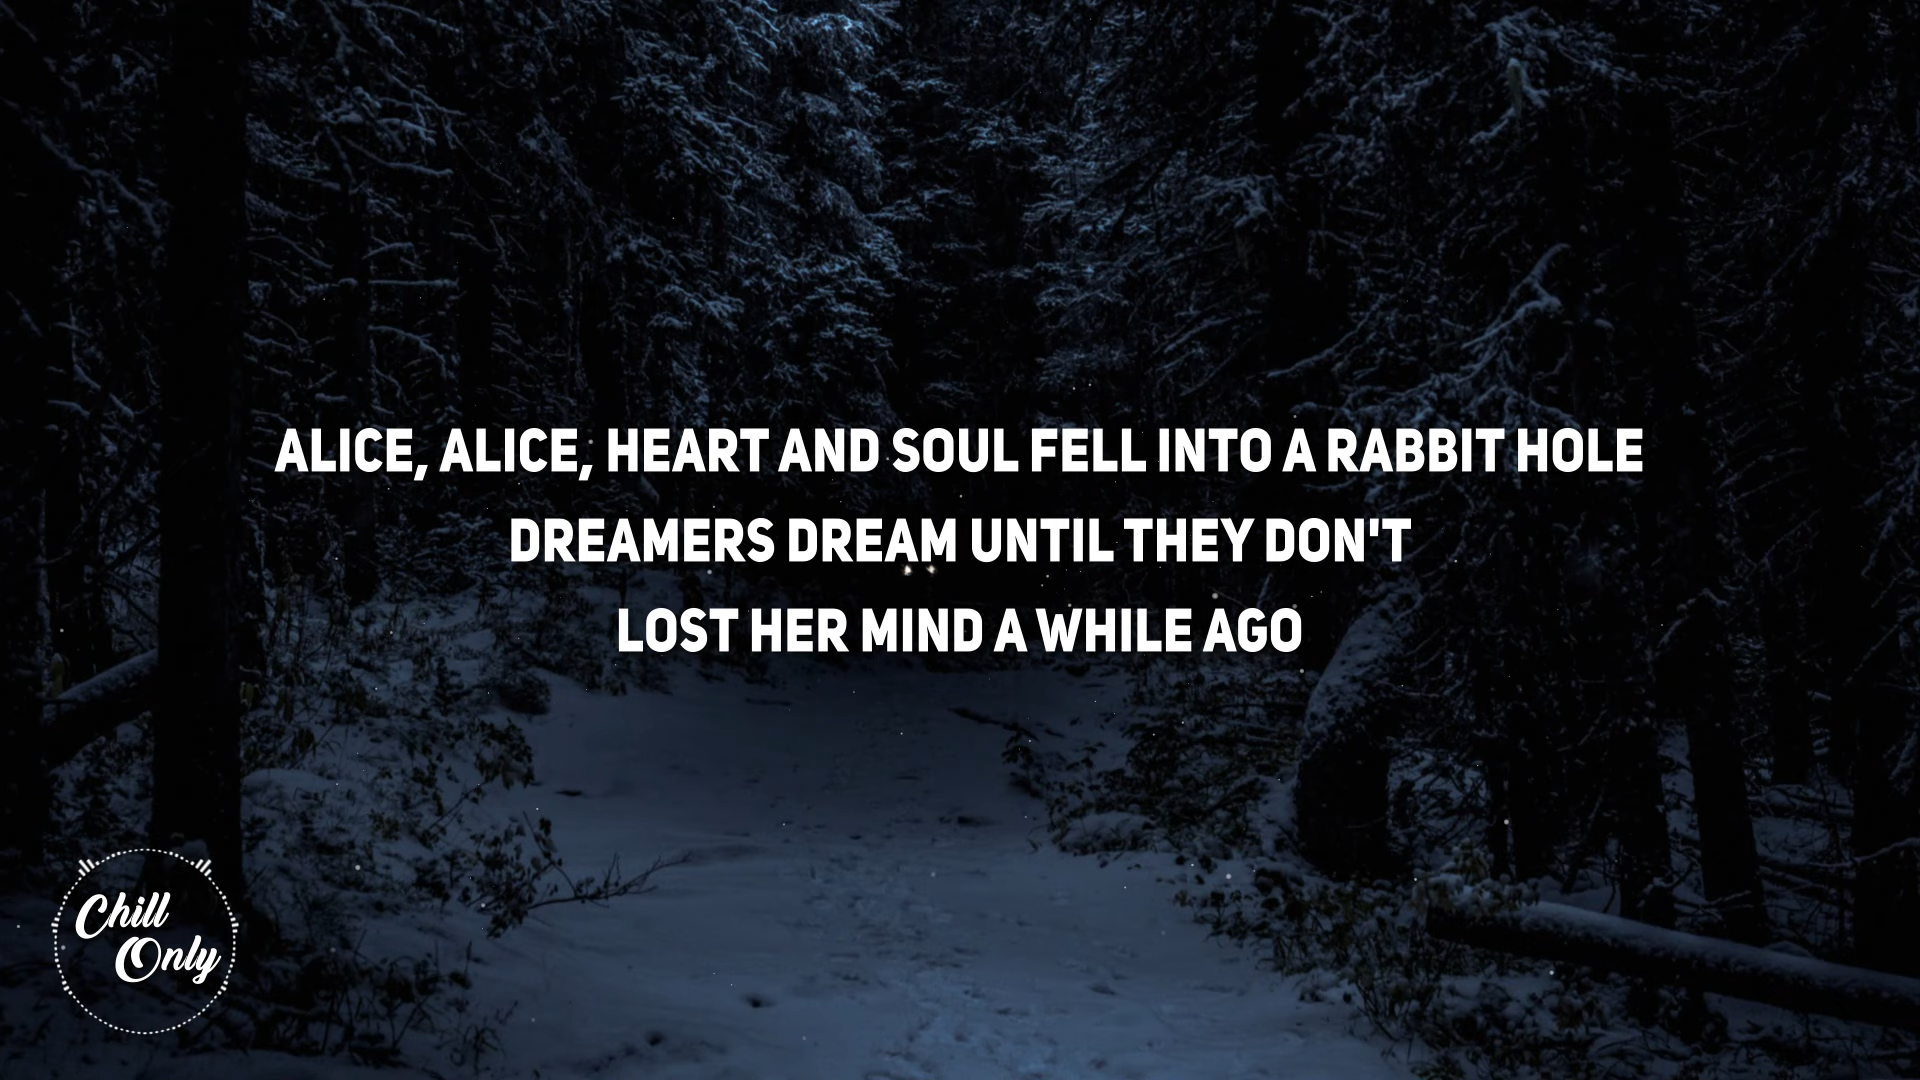 ALICE, ALICE, HEART AND SOUL FELL INTO A RABBIT HOLE
DREAMERS DREAM UNTIL THEY DON'T
LOST HER MIND A WHILE AGO
Chill
Only